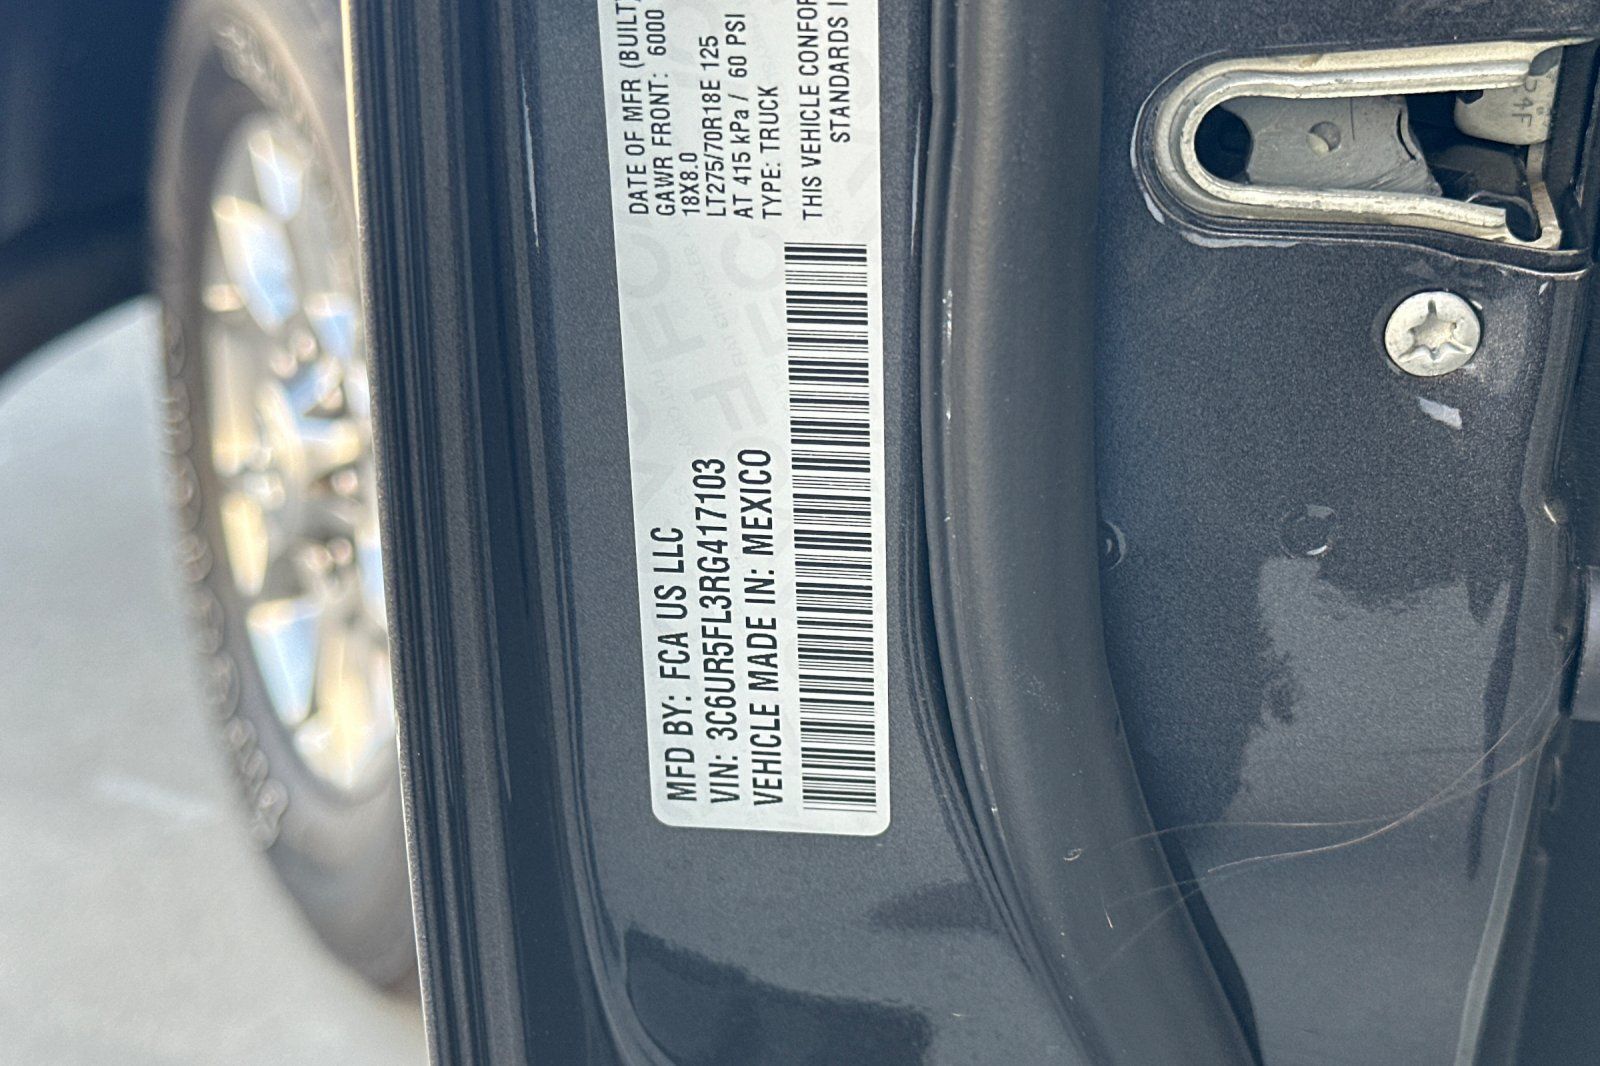 MFD BY: FCA US LLC
VIN: 3C6UR5FL3RG417103
VEHICLE MADE IN: MEXICO
DATE OF MFR (BUILT)
GAWR FRONT: 6000
18X8.0
LT275/70R18E 125
AT 415 kPa / 60 PSI
TYPE: TRUCK
THIS VEHICLE
STANDARDS